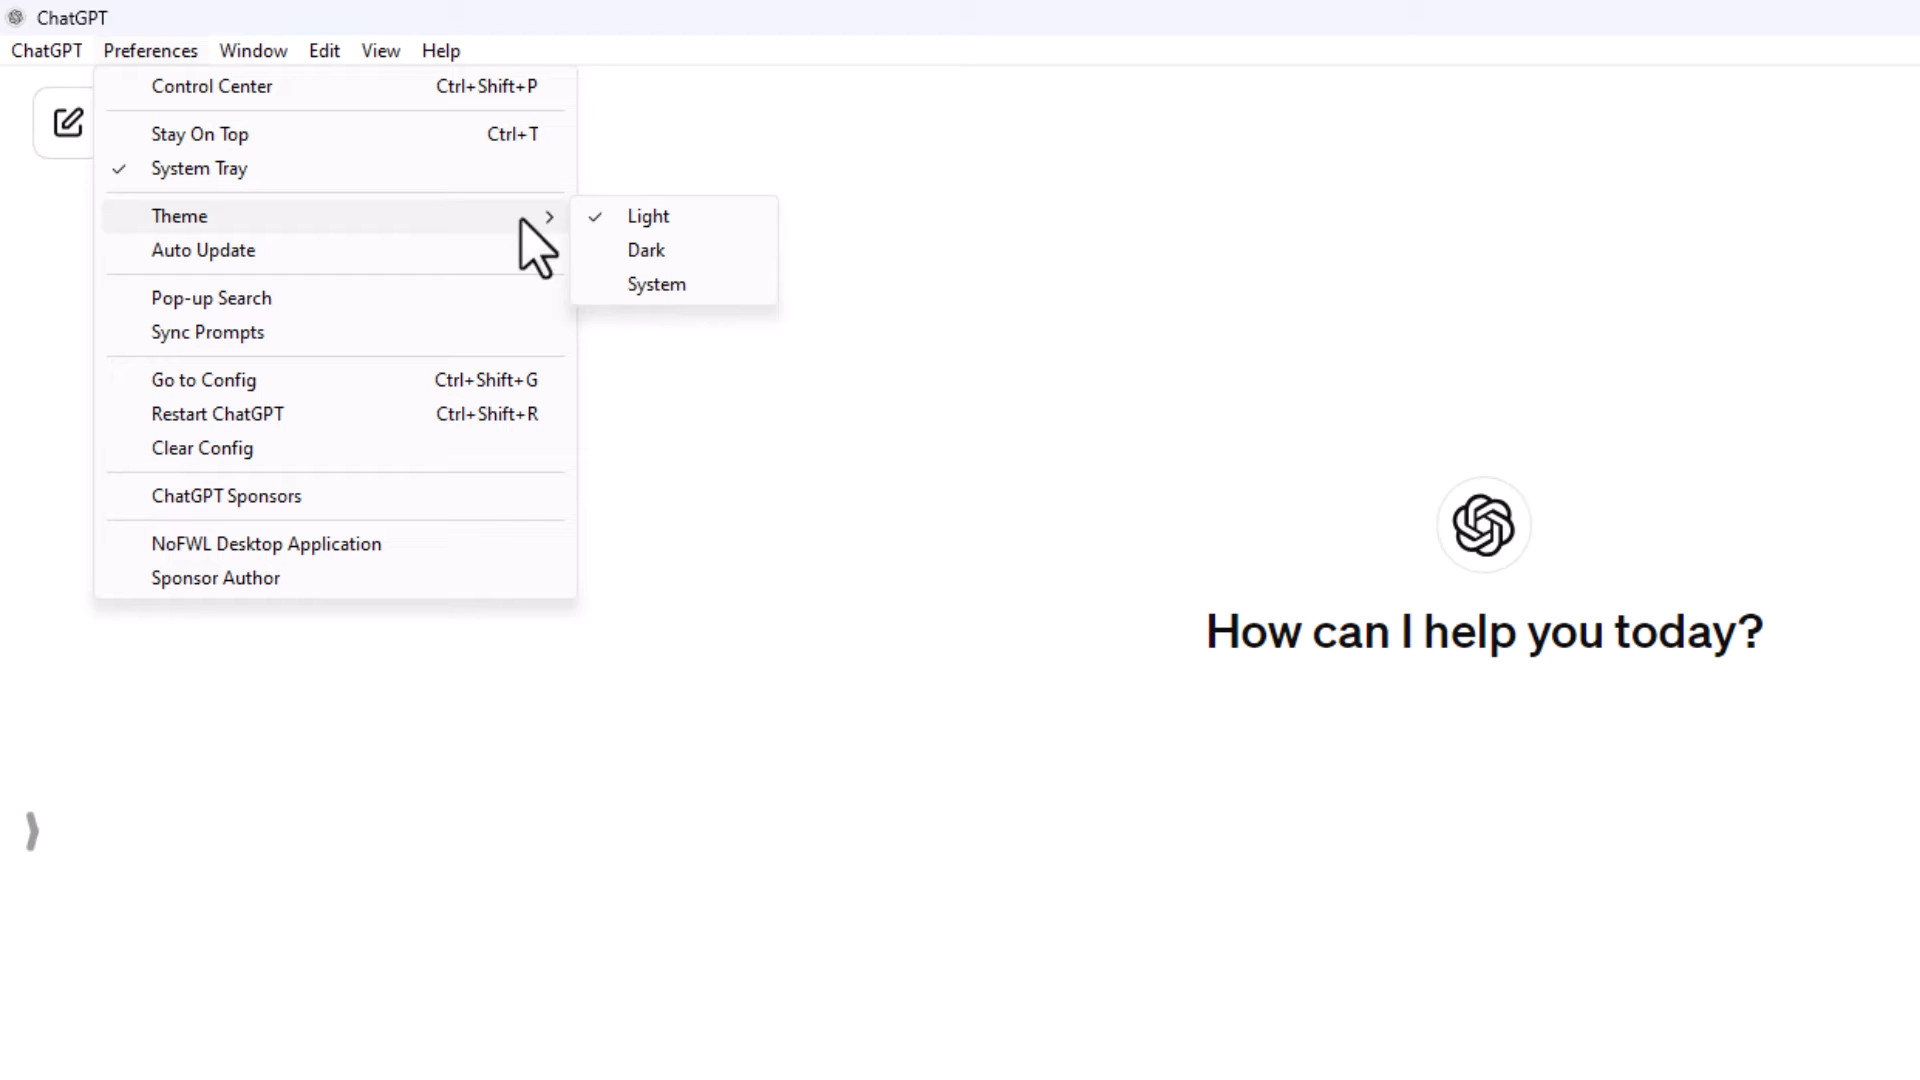 ChatGPT
ChatGPT Preferences Window Edit View Help
Control Center Ctrl+Shift+P
Stay On Top Ctrl+T
System Tray
Theme
Auto Update
Light
Dark
System
Pop-up Search
Sync Prompts
Go to Config Ctrl+Shift+G
Restart ChatGPT Ctrl+Shift+R
Clear Config
ChatGPT Sponsors
NoFWL Desktop Application
Sponsor Author
How can I help you today?